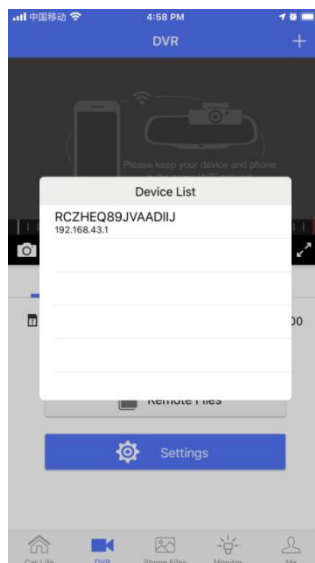 中国移动
4:58 PM
DVR
Please keep your device and phone
Device List
RCZHEQ89JVAADIIJ
192.168.43.1
00
Remote Files
Settings
Car Life
DVR
Phone Files
Monitor
Me